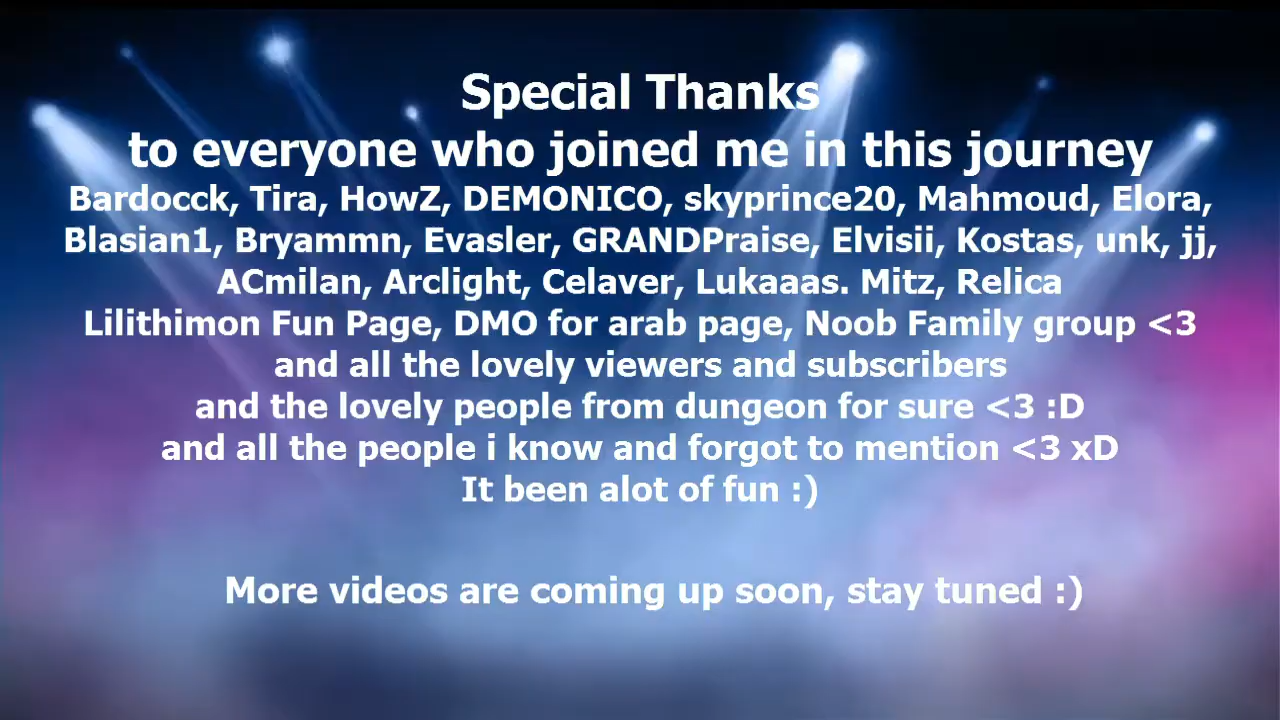 Special Thanks
to everyone who joined me in this journey
Bardocck, Tira, HowZ, DEMONICO, skyprince20, Mahmoud, Elora,
Blasian1, Bryammn, Evasler, GRANDPraise, Elvisii, Kostas, unk, jj,
ACmilan, Arclight, Celaver, Lukaaas. Mitz, Relica
Lilithimon Fun Page, DMO for arab page, Noob Family group <3
and all the lovely viewers and subscribers
and the lovely people from dungeon for sure <3 :D
and all the people i know and forgot to mention <3 xD
It been alot of fun :)
More videos are coming up soon, stay tuned :)